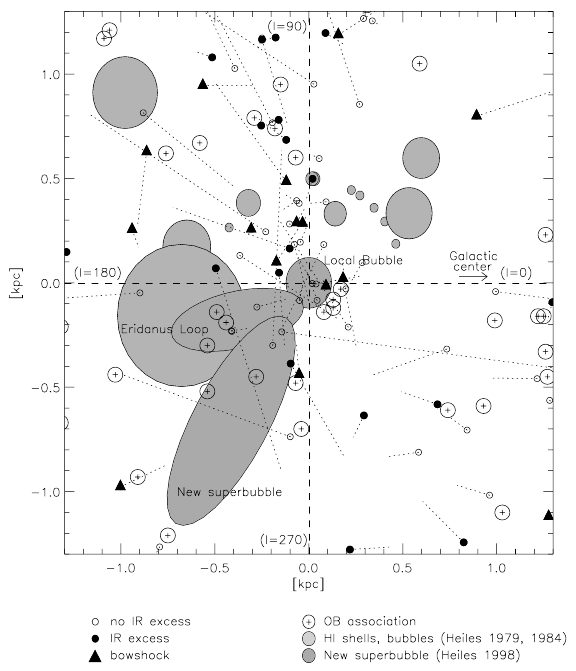 (l=90)
1.0
0.5
Local Bubble
Galactic
center
(l=180)
0.0
(l=0)
[kpc]
Eridanus Loop
-0.5
New superbubble
-1.0
(l=270)
-1.0 -0.5 0.0 0.5 1.0
[kpc]
no IR excess
IR excess
bowshock
OB association
HI shells, bubbles (Heiles 1979, 1984)
New superbubble (Heiles 1998)